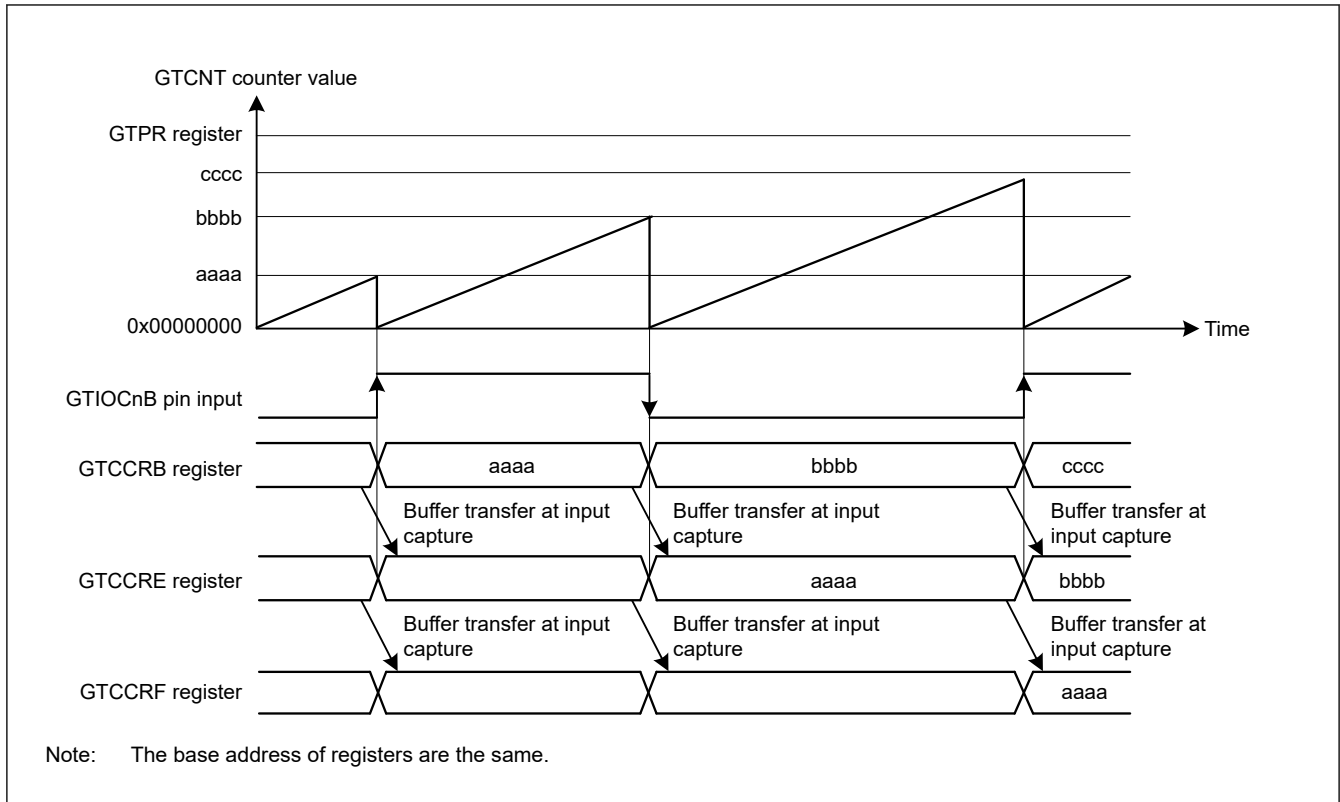 GTCNT counter value
GTPR register
cccc
bbbb
aaaa
0x00000000
Time
GTIOCnB pin input
GTCCRB register
aaaa
bbbb
cccc
Buffer transfer at input
capture
Buffer transfer at input
capture
Buffer transfer at
input capture
GTCCRE register
aaaa
bbbb
Buffer transfer at input
capture
Buffer transfer at input
capture
Buffer transfer at
input capture
GTCCRF register
aaaa
Note: The base address of registers are the same.